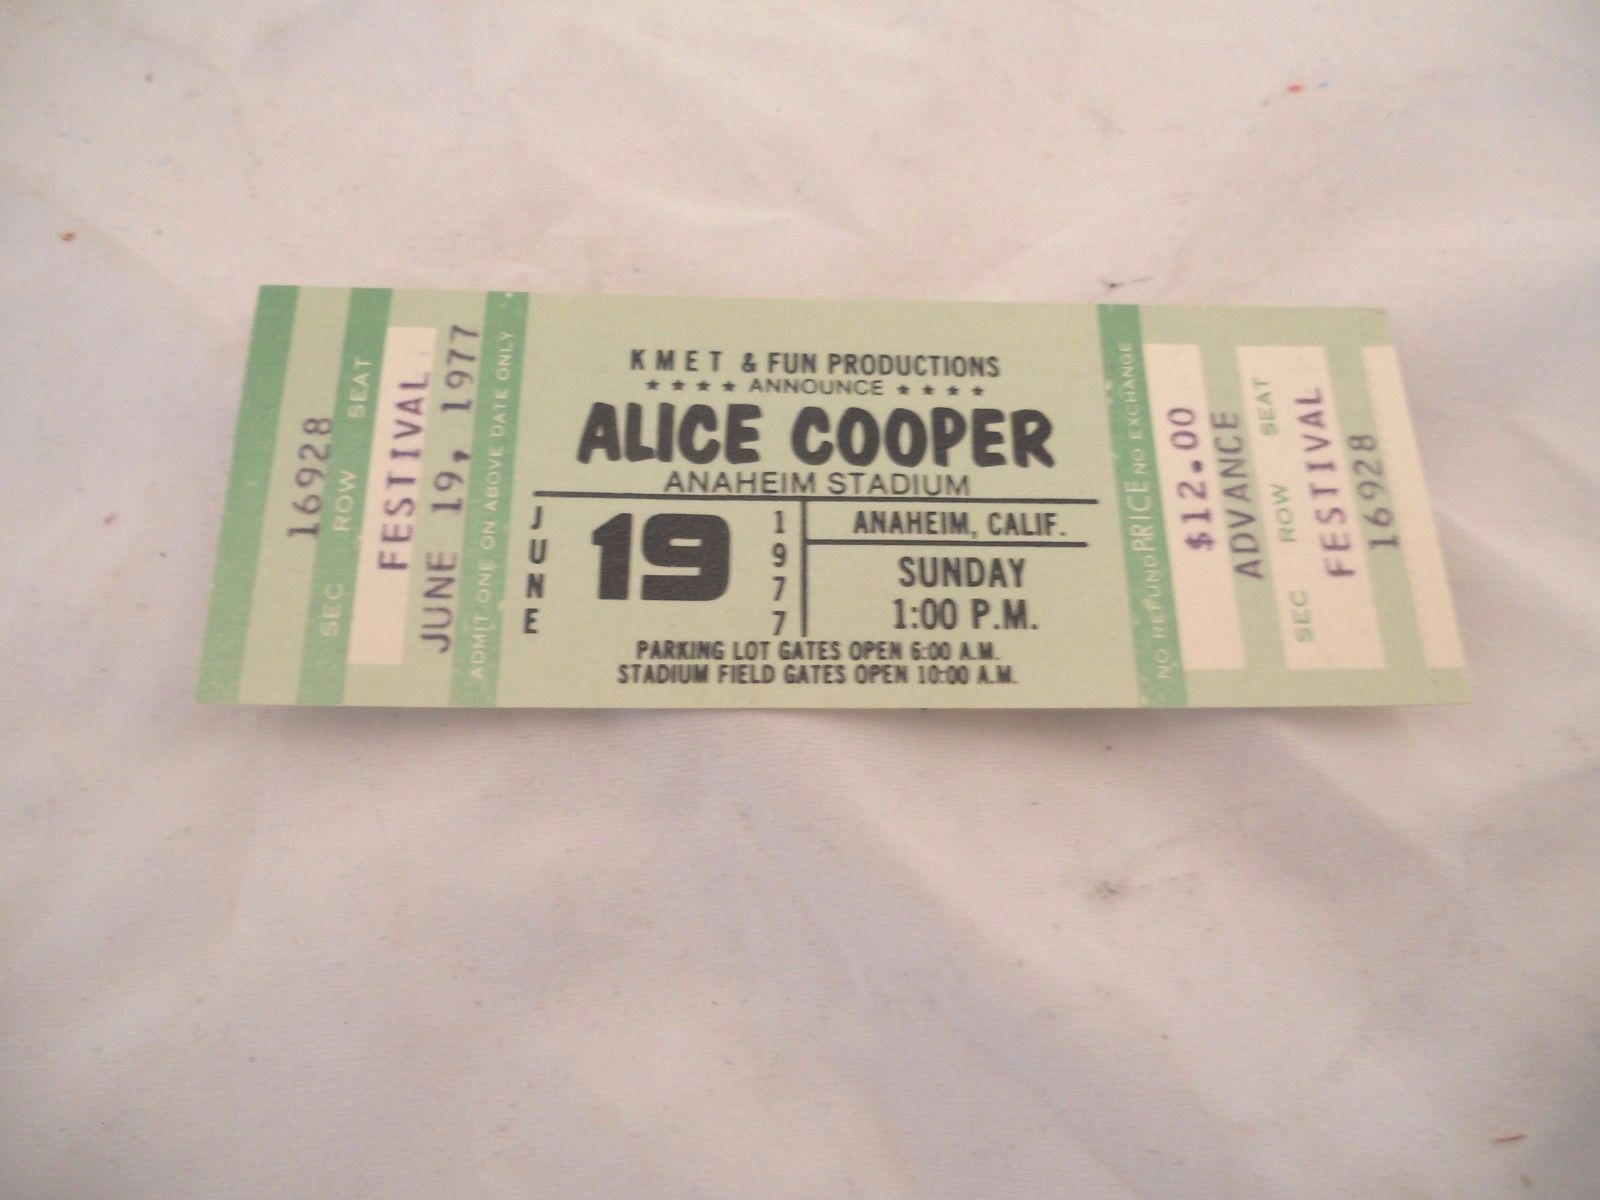 16928
SEC ROW SEAT
FESTIVAL
JUNE 19, 1977
ADMIT ONE ON ABOVE DATE ONLY
KMET & FUN PRODUCTIONS
★ ★ ★ ★ ANNOUNCE ★ ★ ★ ★
ALICE COOPER
ANAHEIM STADIUM
JUNE
19
1977
ANAHEIM, CALIF.
SUNDAY
1:00 P.M.
PARKING LOT GATES OPEN 6:00 A.M.
STADIUM FIELD GATES OPEN 10:00 A.M.
NO REFUND PRICE NO EXCHANGE
$12.00
ADVANCE
SEC ROW SEAT
FESTIVAL
16928